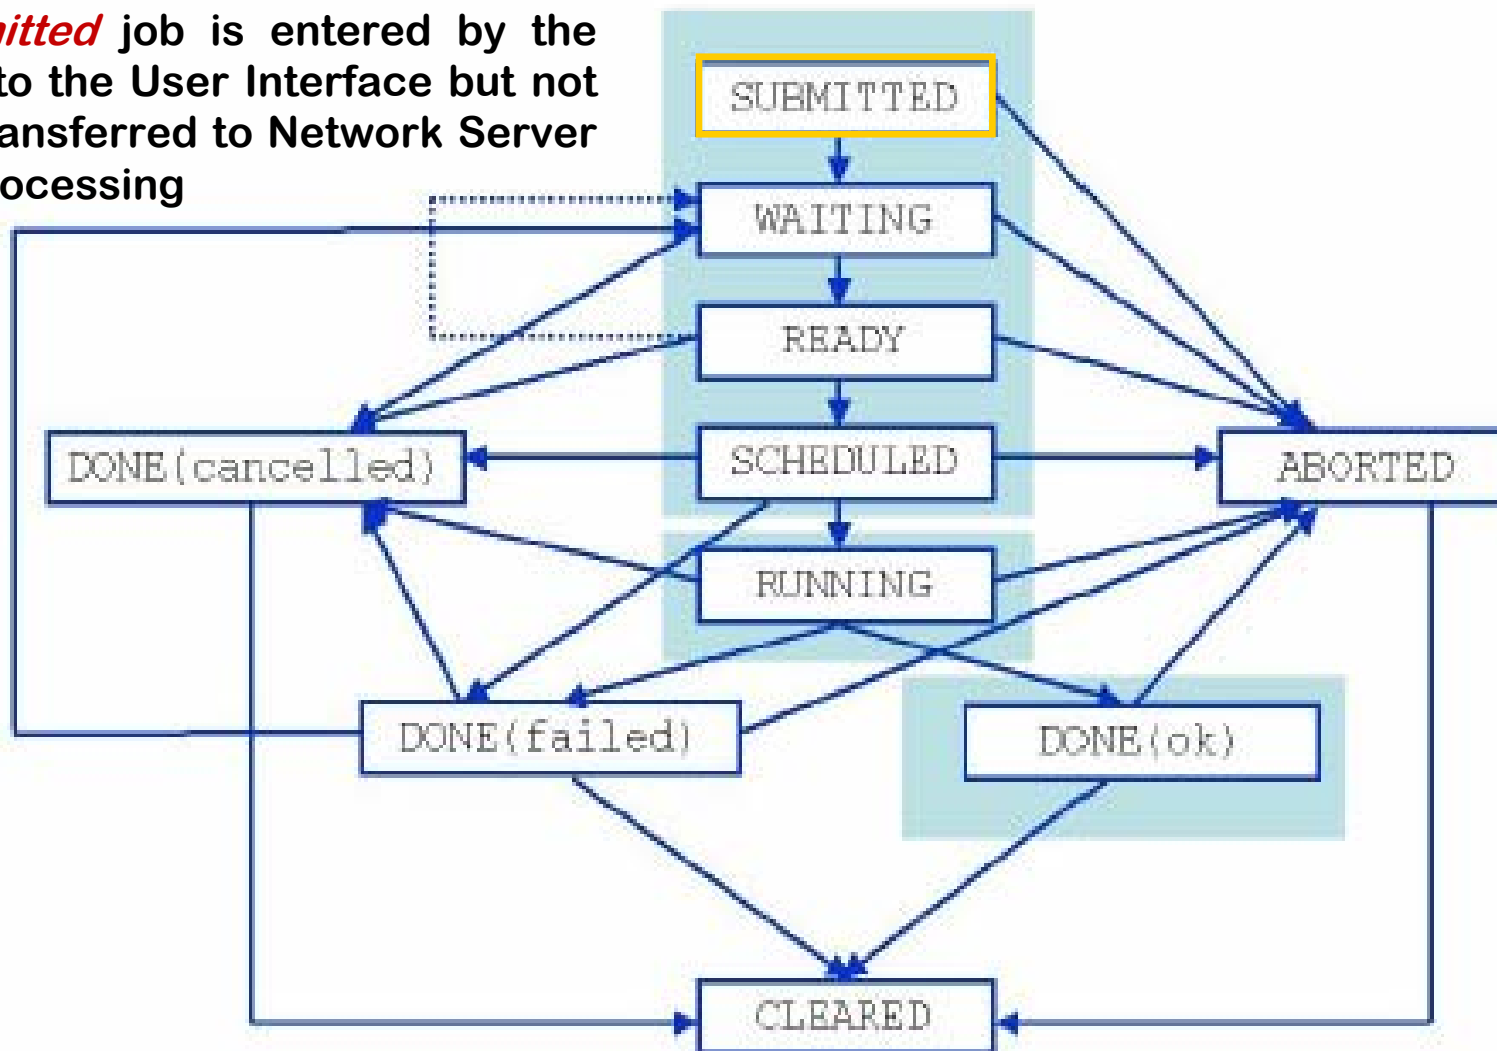 itted job is entered by the
to the User Interface but not
ansferred to Network Server
ocessing
SUBMITTED
WAITING
READY
DONE(cancelled)
SCHEDULED
ABORTED
RUNNING
DONE(failed)
DONE(ok)
CLEARED